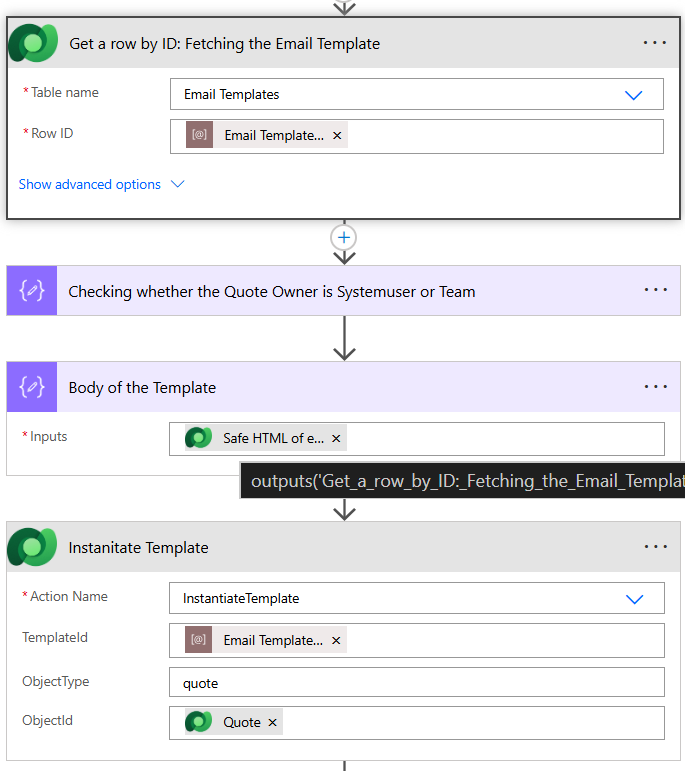 Get a row by ID: Fetching the Email Template
* Table name
Email Templates
* Row ID
[@] Email Template... ×
Show advanced options
Checking whether the Quote Owner is Systemuser or Team
Body of the Template
* Inputs
Safe HTML of e... ×
outputs('Get_a_row_by_ID:_Fetching_the_Email_Templat
Instanitate Template
* Action Name
InstantiateTemplate
TemplateId
[@] Email Template... ×
ObjectType
quote
ObjectId
Quote ×